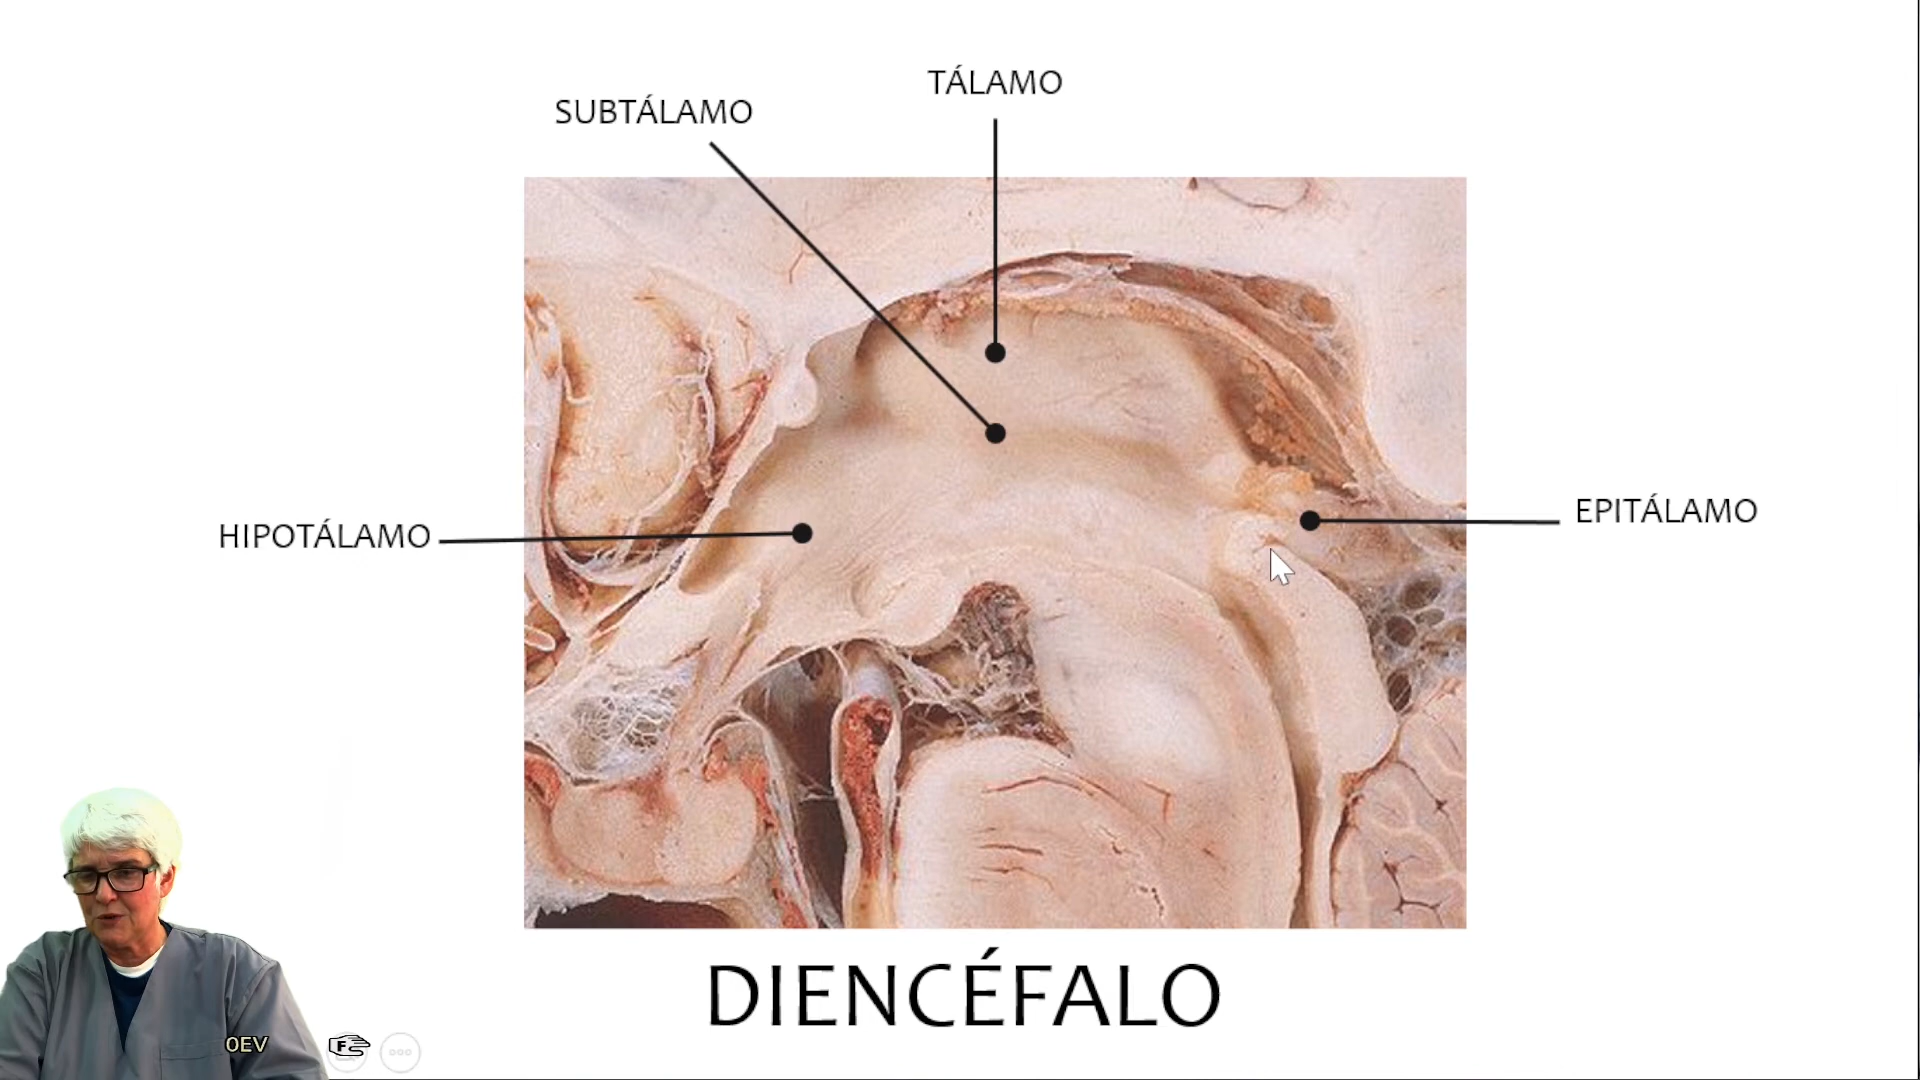 TÁLAMO
SUBTÁLAMO
EPITÁLAMO
HIPOTÁLAMO
DIENCÉFALO
OEV
F